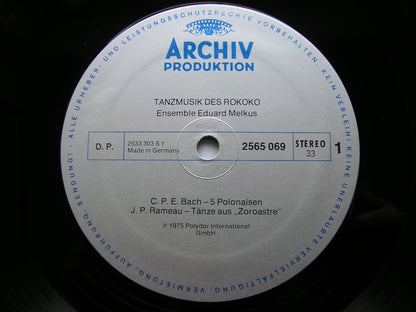 ARCHIV
PRODUKTION
TANZMUSIK DES ROKOKO
Ensemble Eduard Melkus
D. P.
2533 303 S 1
Made in Germany
2565 069
STEREO
33
1
C. P. E. Bach – 5 Polonaisen
J. P. Rameau – Tänze aus „Zoroastre"
℗ 1975 Polydor International
GmbH
ALLE URHEBER- UND LEISTUNGSSCHUTZRECHTE VORBEHALTEN. KEIN VERLEIH! KEINE UNERLAUBTE VERVIELFÄLTIGUNG, VERMIETUNG, AUFFÜHRUNG, SENDUNG!